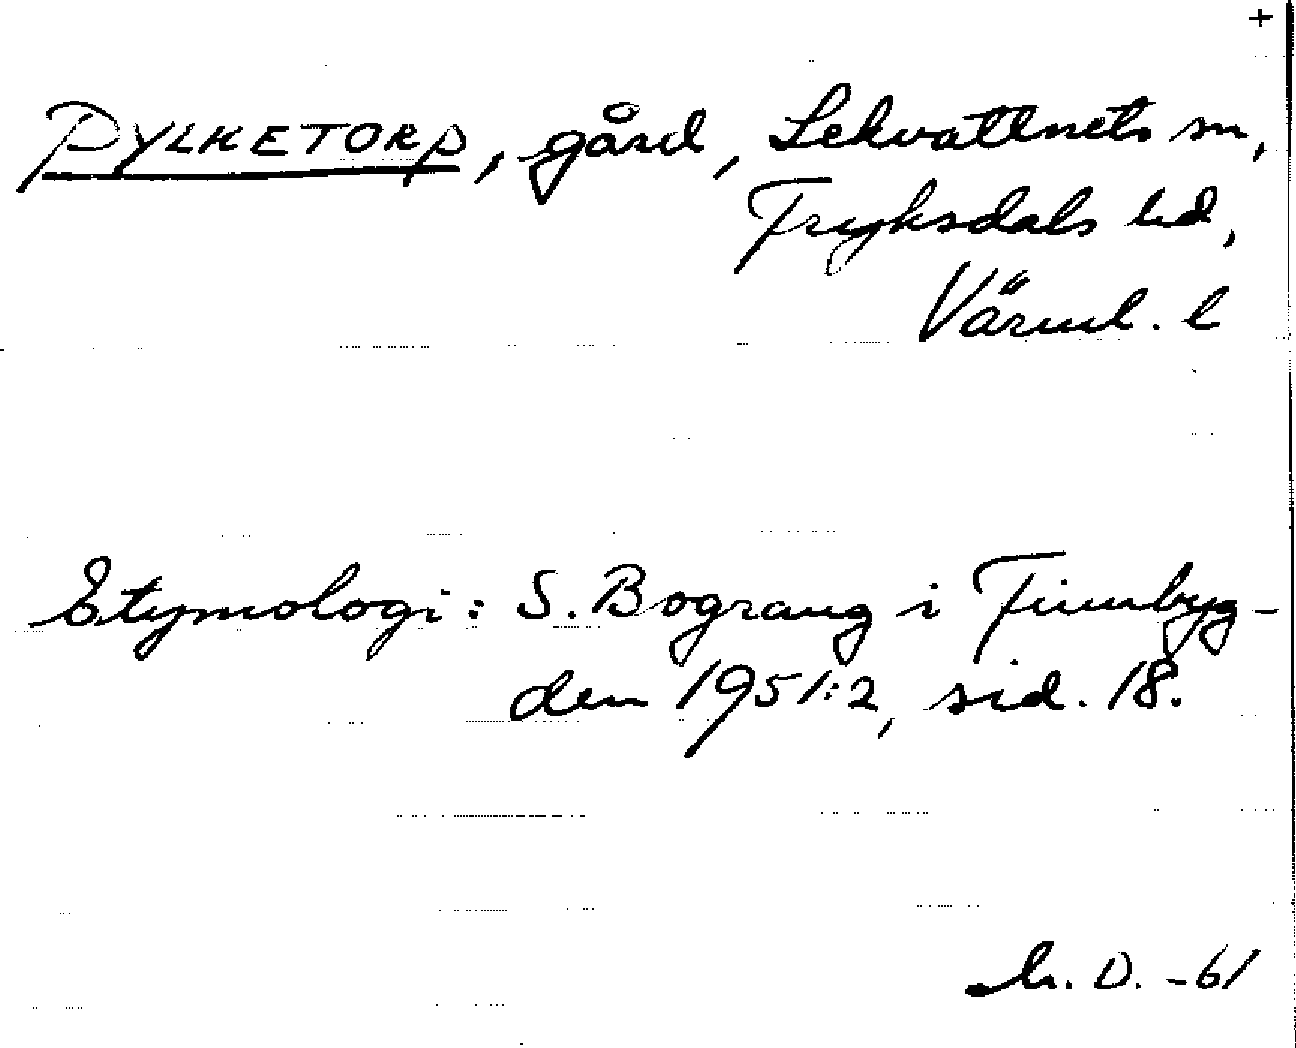 +
PYLKETORP, gård, Lekvattnets sn,
Fryksdals hd,
Värml. l
Etymologi: S. Bograng i Finnbyg-
den 1951:2, sid. 18.
D. -61